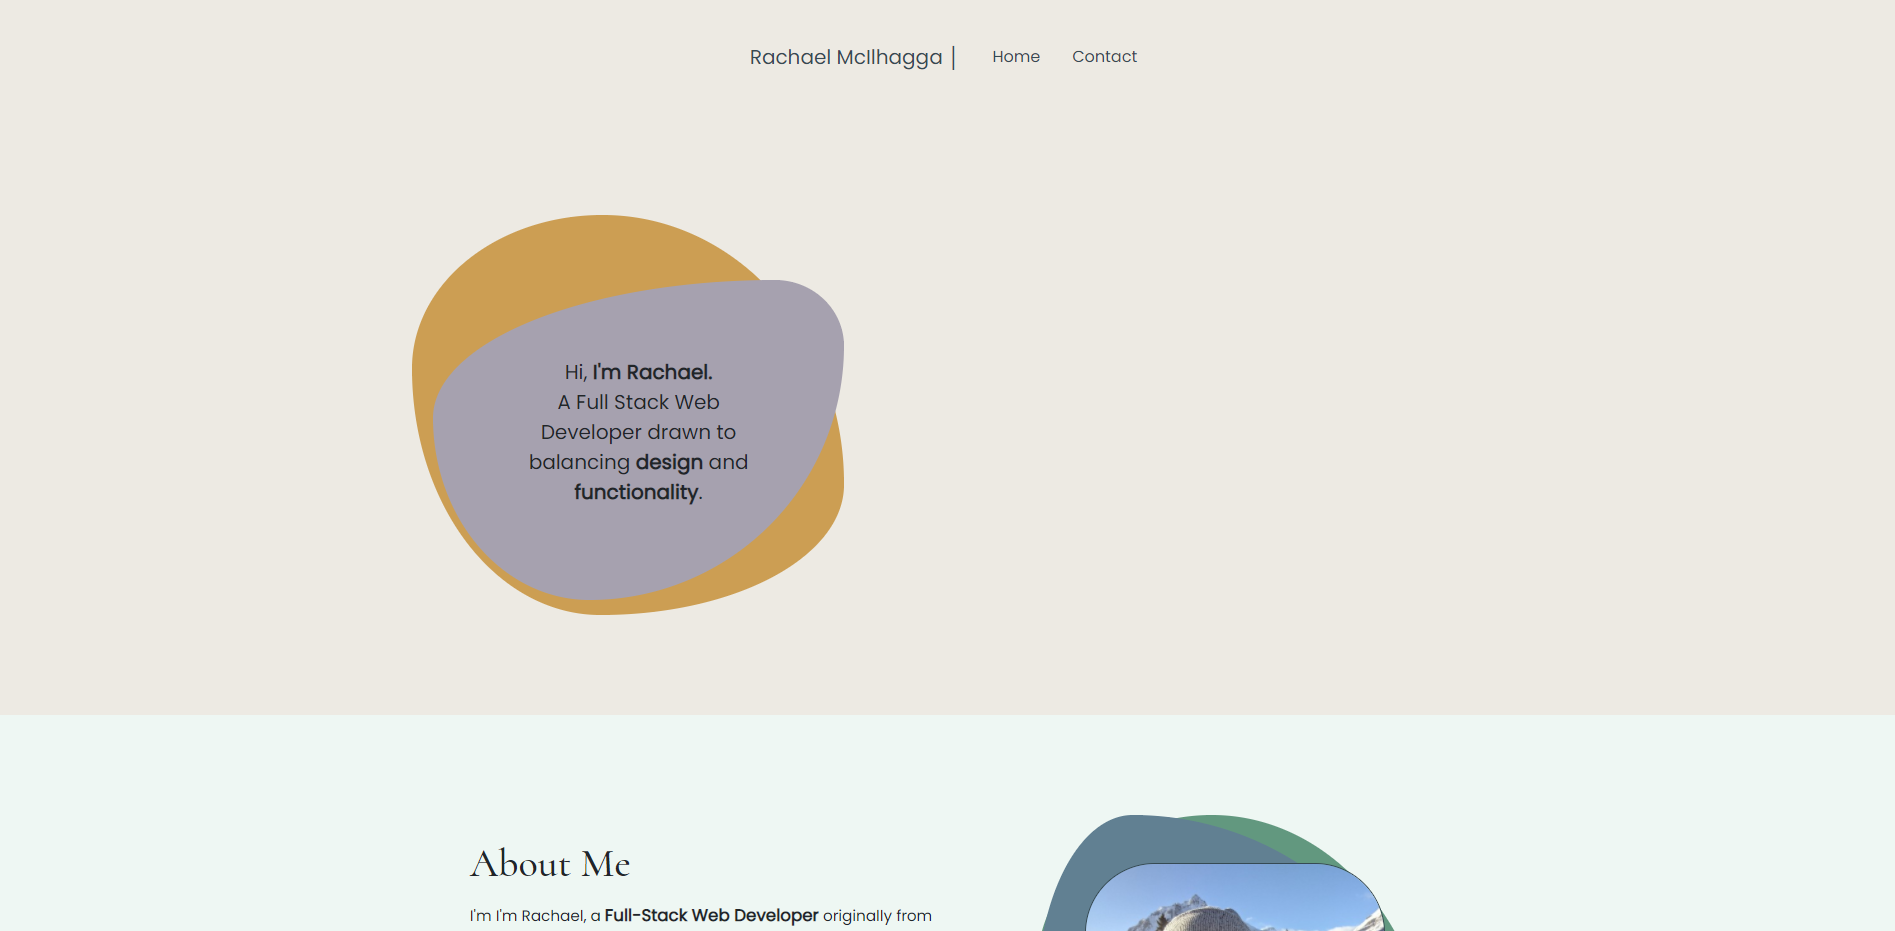 Rachael McIlhagga | Home Contact
Hi, I'm Rachael.
A Full Stack Web
Developer drawn to
balancing design and
functionality.
About Me
I'm I'm Rachael, a Full-Stack Web Developer originally from